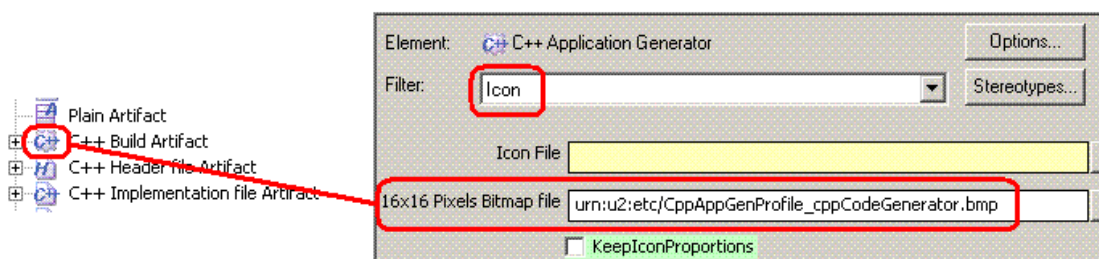 Element: C++ Application Generator Options...
Filter: Icon Stereotypes...
Plain Artifact
C++ Build Artifact
Icon File
C++ Header file Artifact
C++ Implementation file Artifact
16x16 Pixels Bitmap file urn:u2:etc/CppAppGenProfile_cppCodeGenerator.bmp
KeepIconProportions